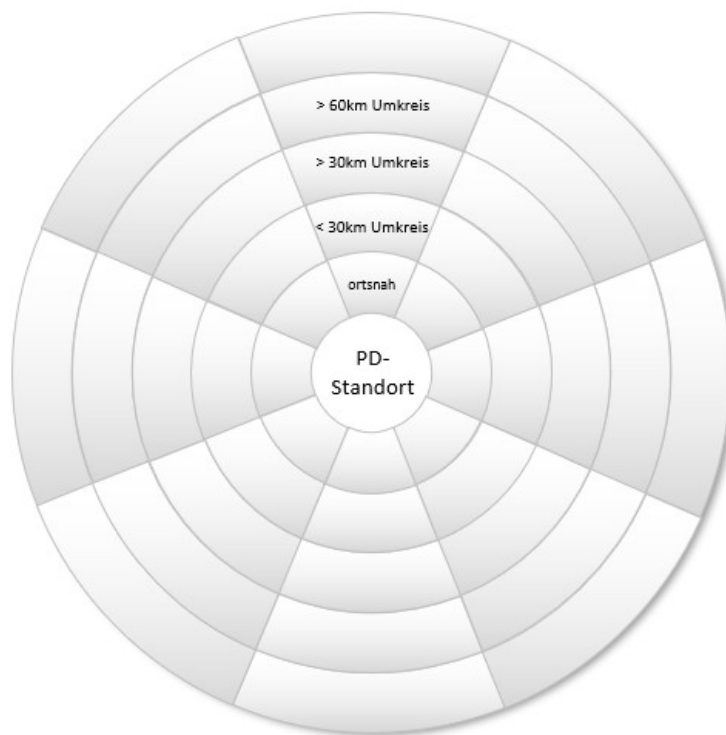 > 60km Umkreis
> 30km Umkreis
< 30km Umkreis
ortsnah
PD-
Standort